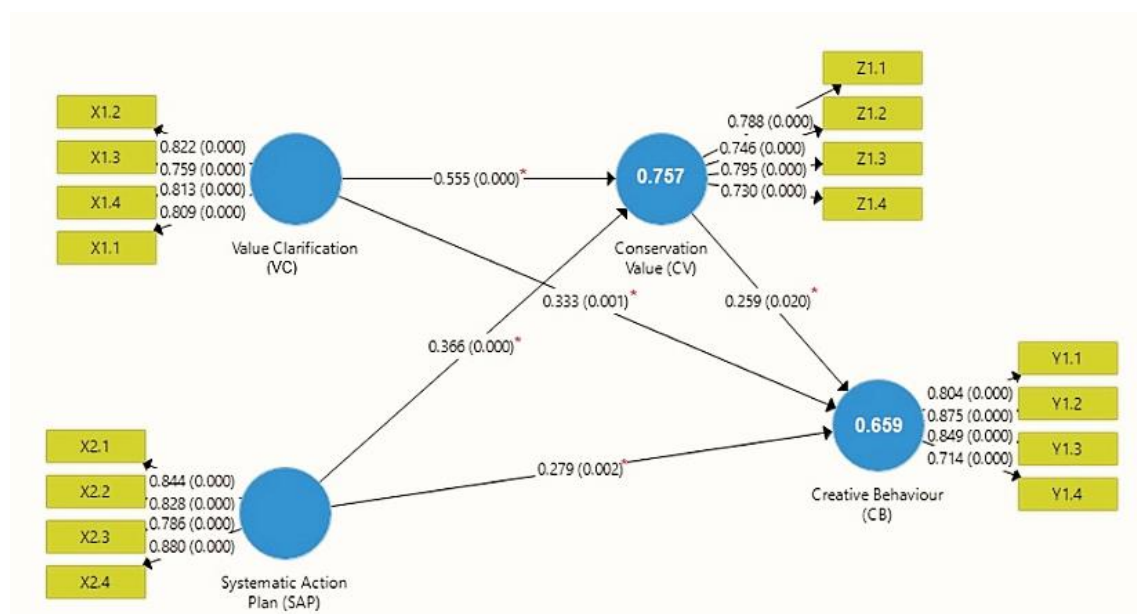 X1.2
X1.3
X1.4
X1.1
0.822 (0.000)
0.759 (0.000)
0.813 (0.000)
0.809 (0.000)
Value Clarification
(VC)
0.555 (0.000)*
0.757
Conservation
Value (CV)
0.788 (0.000)
0.746 (0.000)
0.795 (0.000)
0.730 (0.000)
Z1.1
Z1.2
Z1.3
Z1.4
0.333 (0.001)*
0.259 (0.020)*
0.366 (0.000)*
X2.1
X2.2
X2.3
X2.4
0.844 (0.000)
0.828 (0.000)
0.786 (0.000)
0.880 (0.000)
Systematic Action
Plan (SAP)
0.279 (0.002)*
0.659
Creative Behaviour
(CB)
0.804 (0.000)
0.875 (0.000)
0.849 (0.000)
0.714 (0.000)
Y1.1
Y1.2
Y1.3
Y1.4